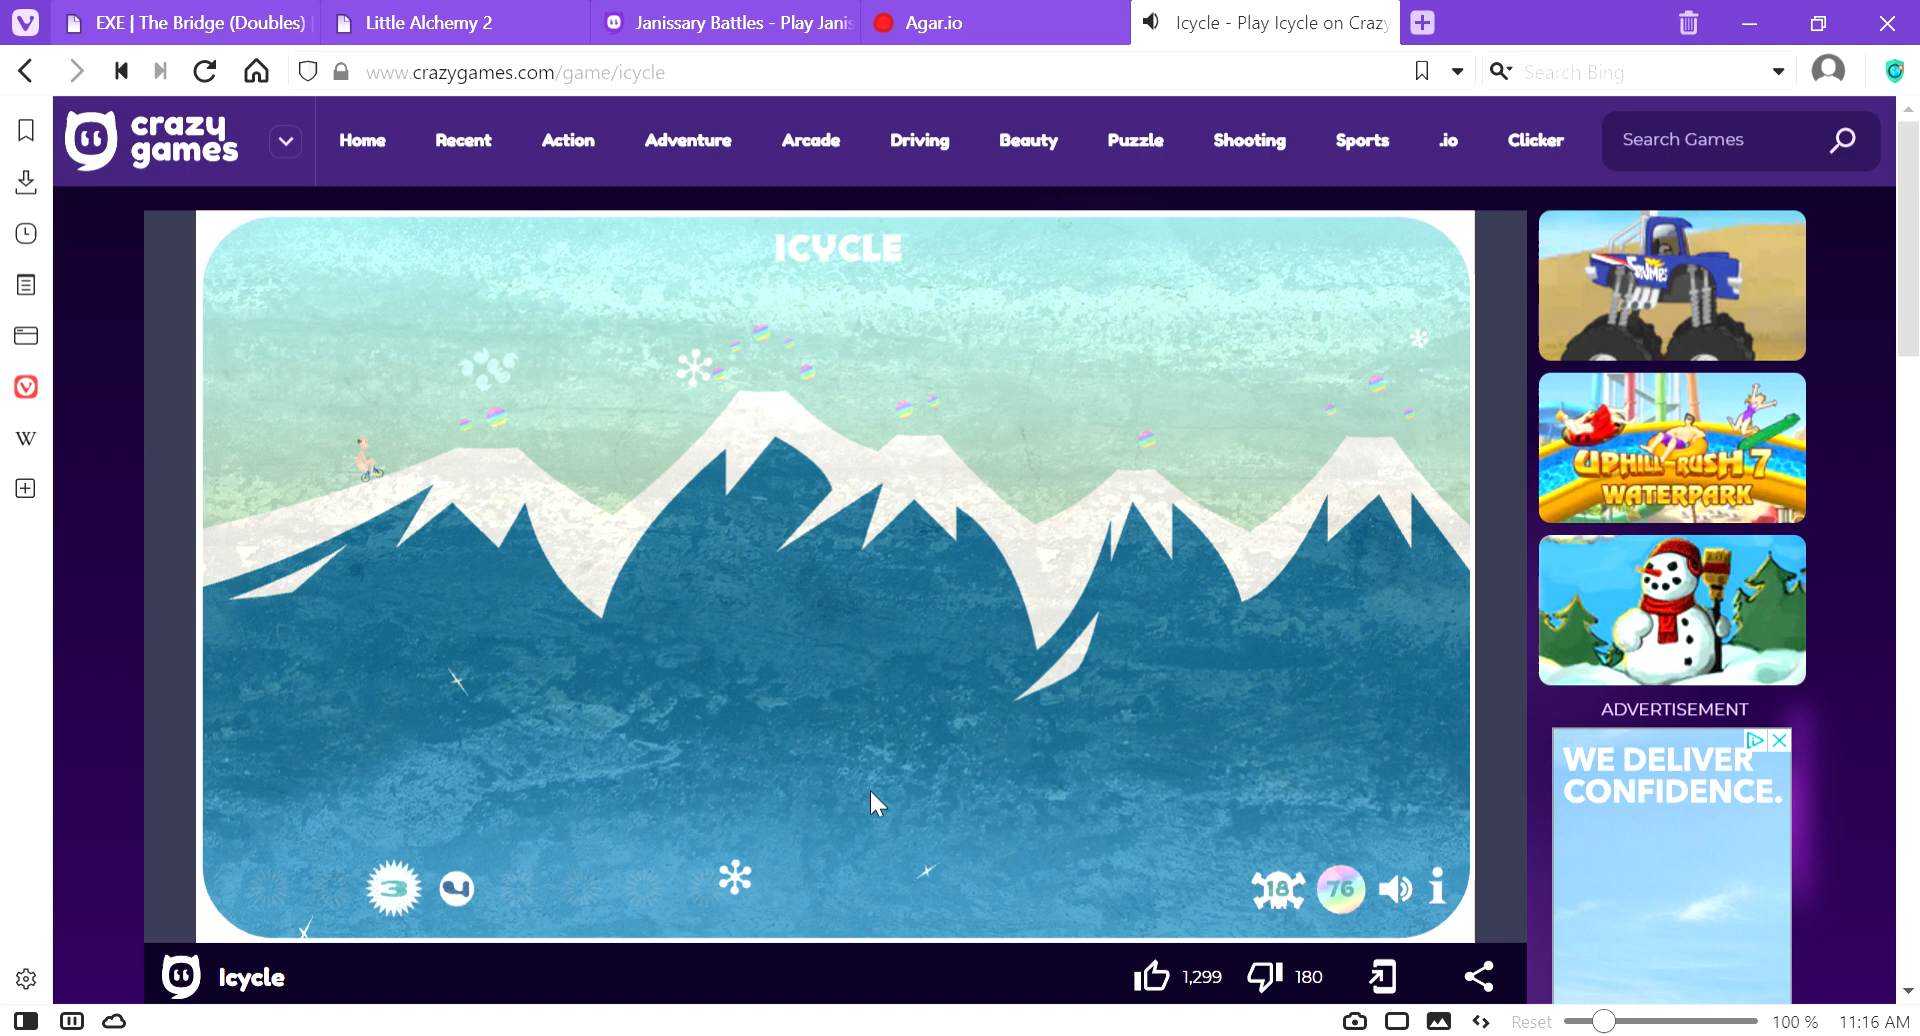 EXE | The Bridge (Doubles) |
Little Alchemy 2
Janissary Battles - Play Janis
Agar.io
Icycle - Play Icycle on Crazy
www.crazygames.com/game/icycle
Search Bing
crazy
games
Home
Recent
Action
Adventure
Arcade
Driving
Beauty
Puzzle
Shooting
Sports
.io
Clicker
Search Games
W
ICYCLE
UPHILL RUSH 7
WATERPARK
ADVERTISEMENT
WE DELIVER
CONFIDENCE.
3
4
18
76
Icycle
1,299
180
Reset
100 %
11:16 AM